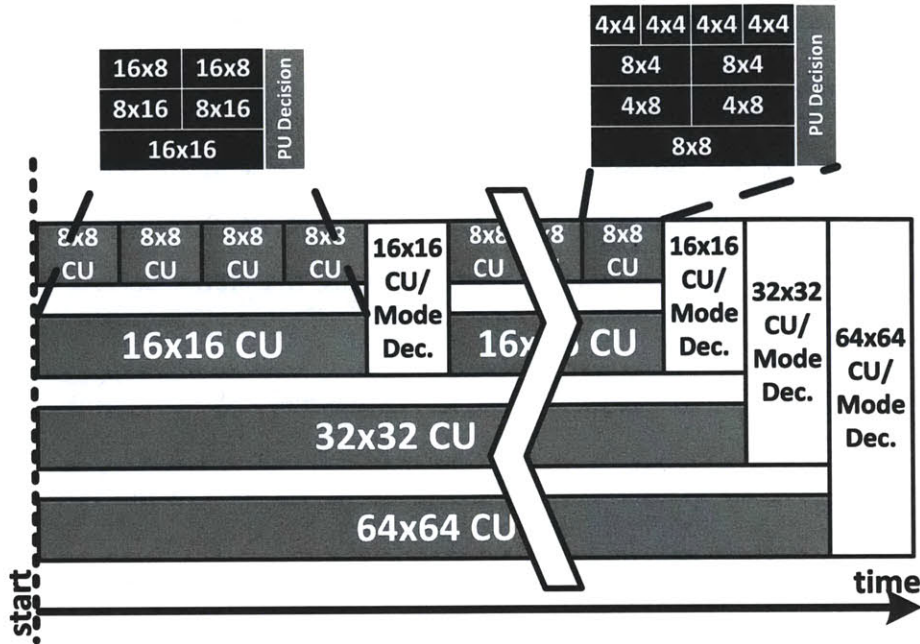 4x4 4x4 4x4 4x4
8x4 8x4
4x8 4x8
8x8
PU Decision
16x8 16x8
8x16 8x16
16x16
PU Decision
8x8 CU
8x8 CU
8x8 CU
CU
16x16 CU/ Mode Dec.
CU
8x8 CU
16x16 CU/ Mode Dec.
32x32 CU/ Mode Dec.
64x64 CU/ Mode Dec.
16x16 CU
CU
32x32 CU
64x64 CU
start
time